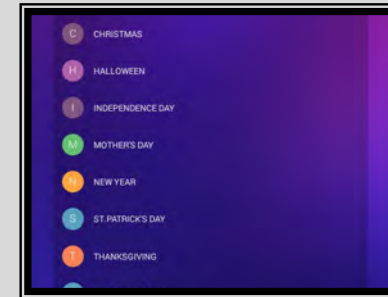 C CHRISTMAS
H HALLOWEEN
I INDEPENDENCE DAY
M MOTHER'S DAY
N NEW YEAR
S ST.PATRICK'S DAY
T THANKSGIVING